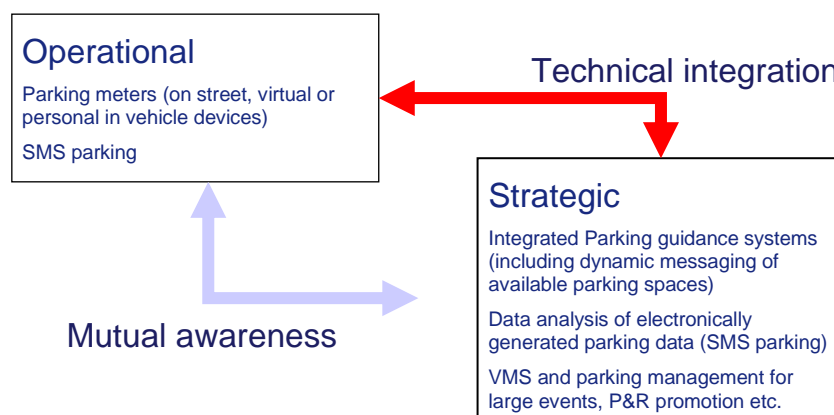 Operational
Parking meters (on street, virtual or
personal in vehicle devices)
SMS parking
Technical integration
Strategic
Integrated Parking guidance systems
(including dynamic messaging of
available parking spaces)
Data analysis of electronically
generated parking data (SMS parking)
VMS and parking management for
large events, P&R promotion etc.
Mutual awareness